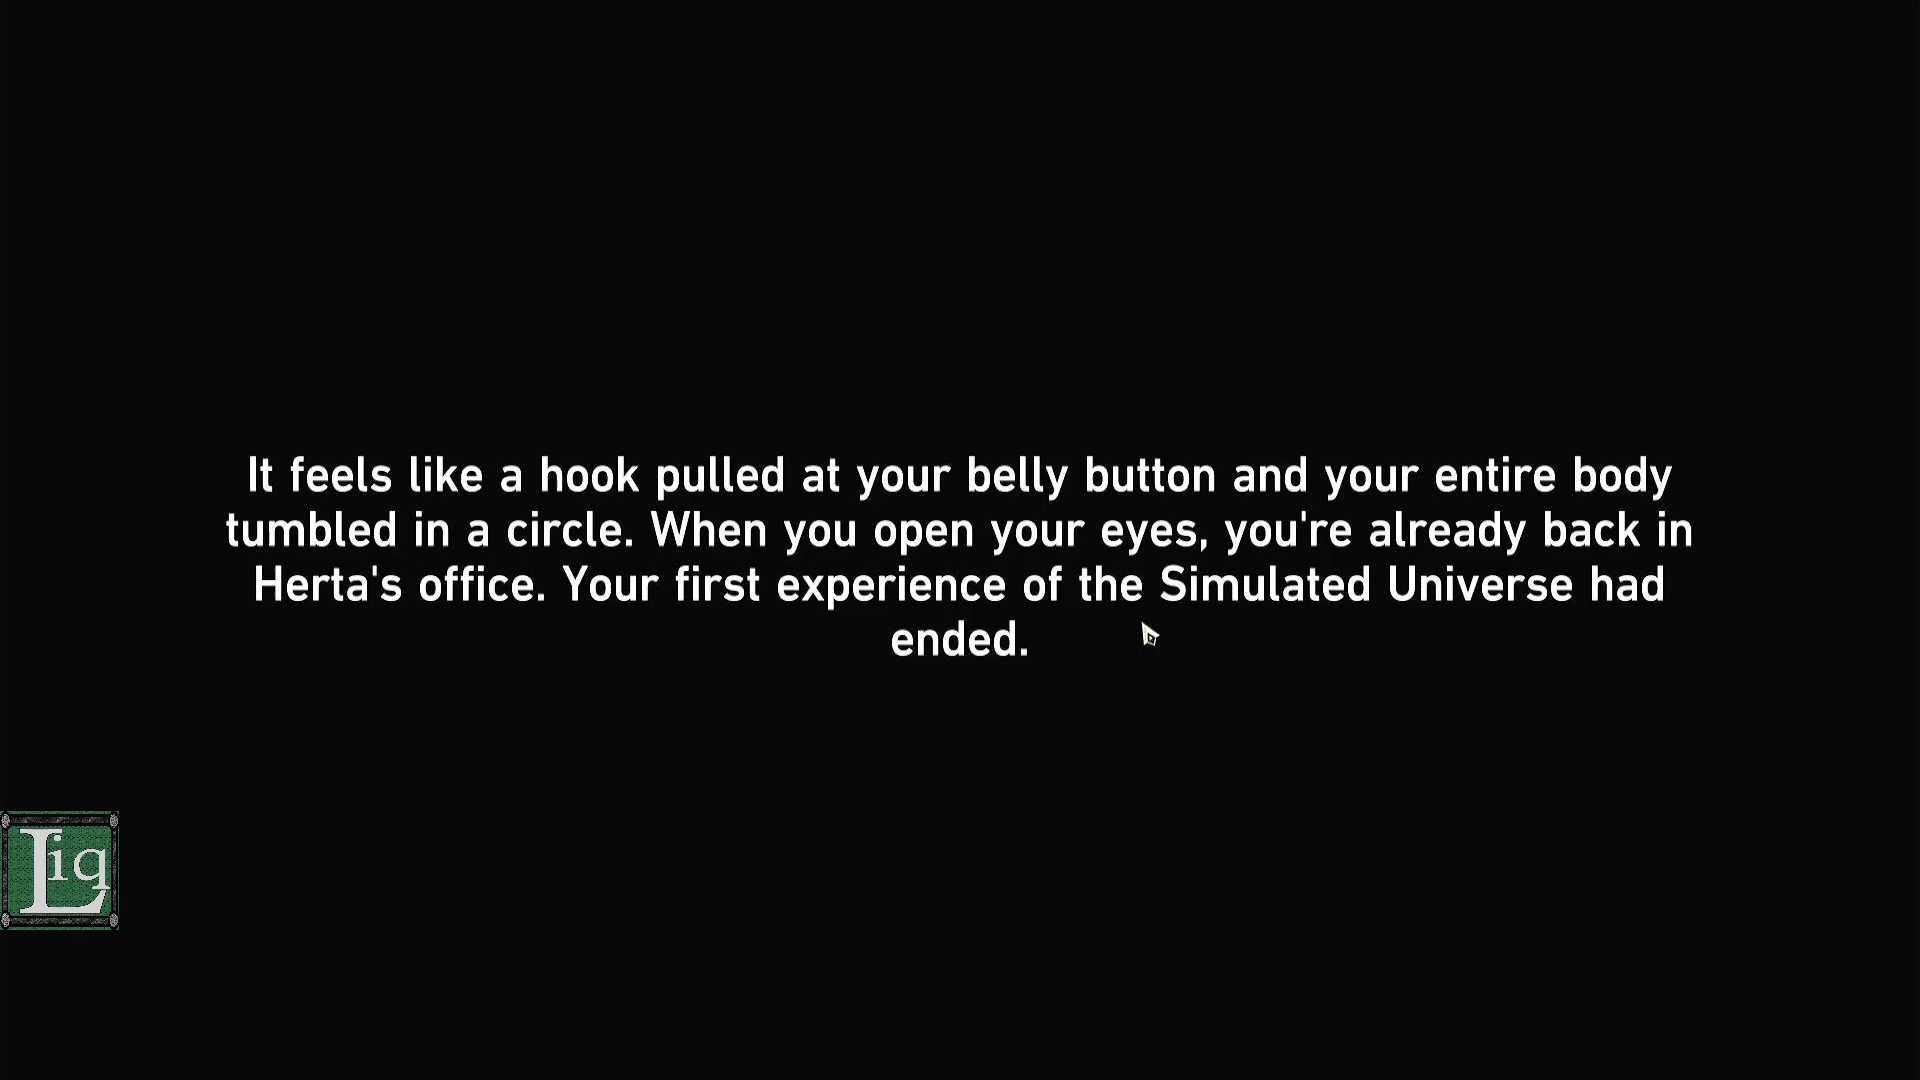 It feels like a hook pulled at your belly button and your entire body
tumbled in a circle. When you open your eyes, you're already back in
Herta's office. Your first experience of the Simulated Universe had
ended.
Liq